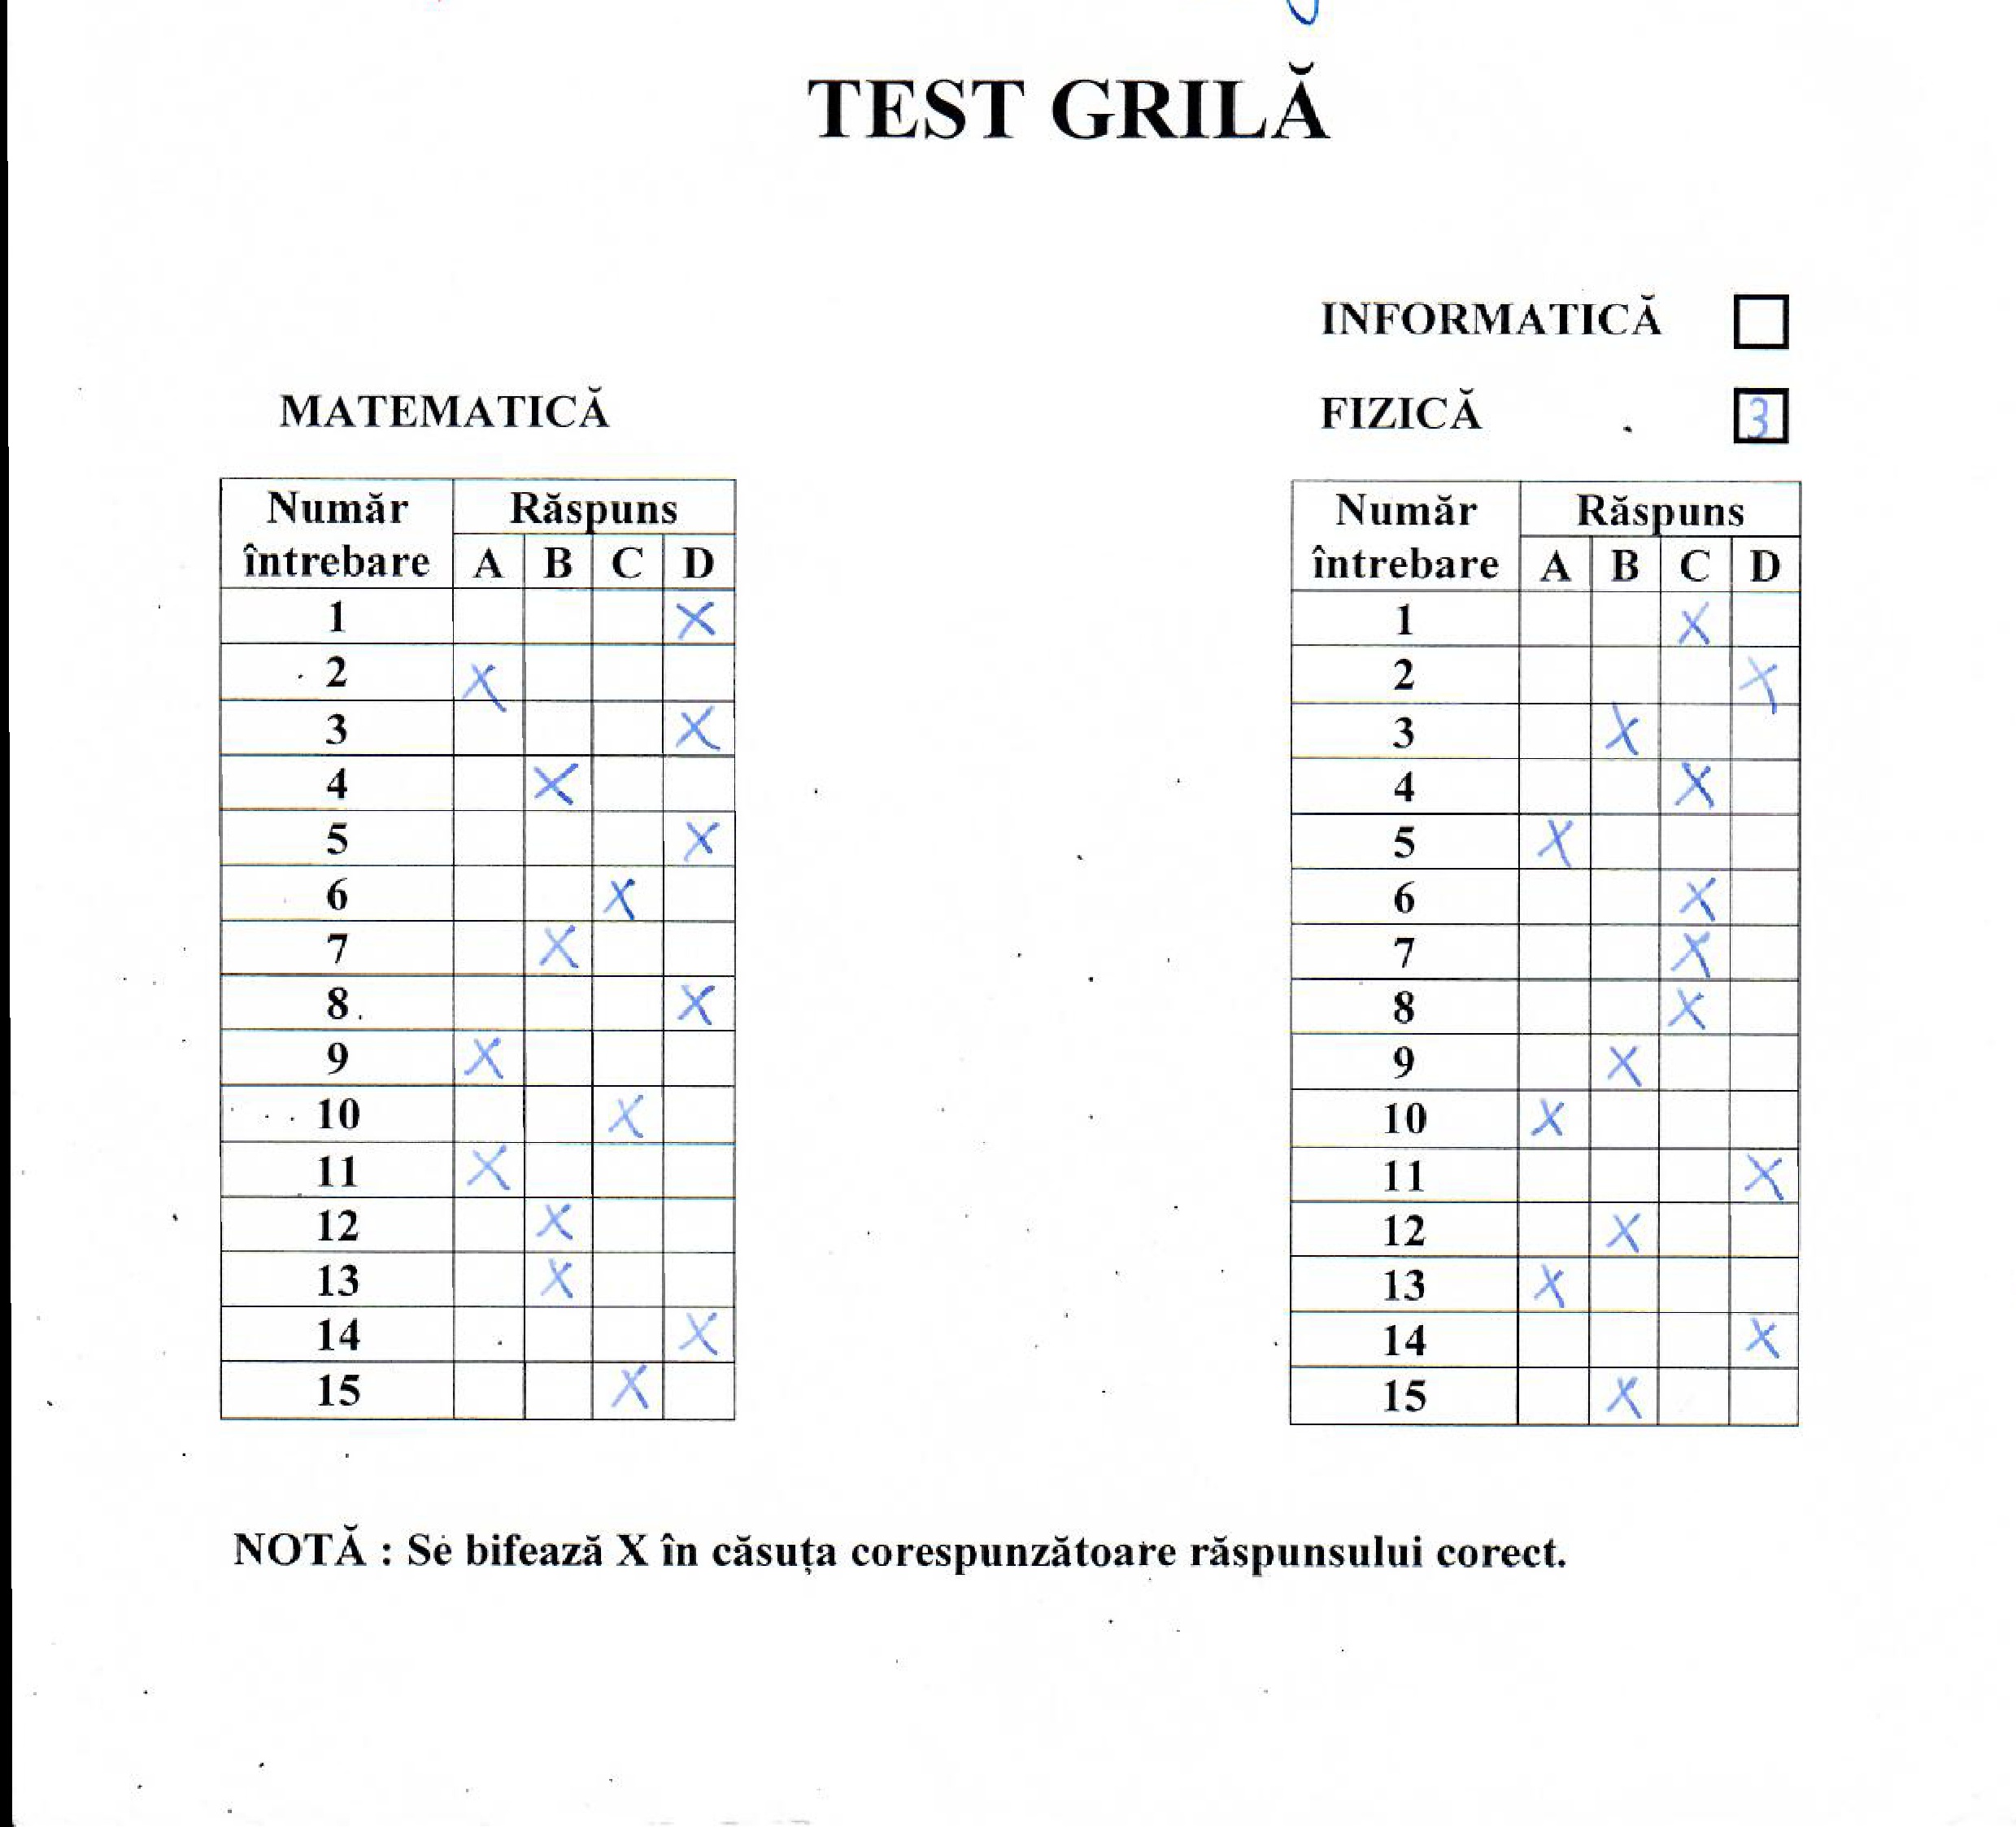 TEST GRILĂ
INFORMATICĂ
MATEMATICĂ
FIZICĂ 3
Număr întrebare Răspuns
A B C D
1 X
2 X
3 X
4 X
5 X
6 X
7 X
8 X
9 X
10 X
11 X
12 X
13 X
14 X
15 X
Număr întrebare Răspuns
A B C D
1 X
2 X
3 X
4 X
5 X
6 X
7 X
8 X
9 X
10 X
11 X
12 X
13 X
14 X
15 X
NOTĂ : Se bifează X în căsuța corespunzătoare răspunsului corect.